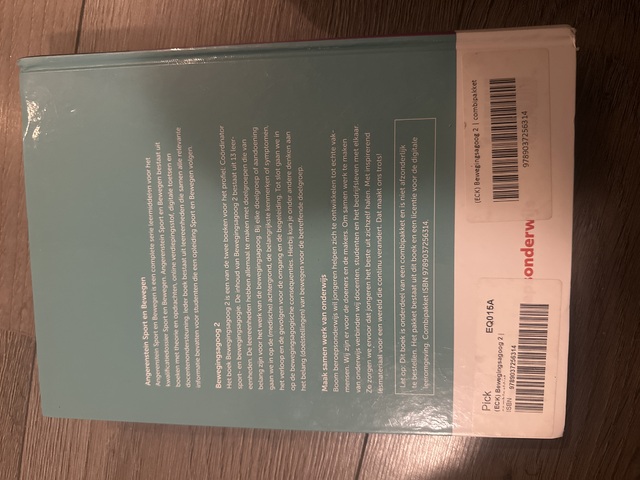 Angerenstein Sport en Bewegen
Angerenstein Sport en Bewegen is een complete serie leermiddelen voor het
kwalificatiedossier Sport en Bewegen. Angerenstein Sport en Bewegen bestaat uit
boeken met theorie en opdrachten, online verdiepingsstof, digitale toetsen en
docentenondersteuning. Ieder boek bestaat uit leereenheden die samen alle relevante
informatie bevatten voor studenten die een opleiding Sport en Bewegen volgen.
Bewegingsagoog 2
Het boek Bewegingsagoog 2 is een van de twee boeken voor het profiel: Coördinator
sport- en bewegingsagogie. De inhoud van Bewegingsagoog 2 bestaat uit 13 leer-
eenheden. De leereenheden hebben allemaal te maken met doelgroepen die van
belang zijn voor het werk van de bewegingsagoog. Bij elke doelgroep of aandoening
gaan we in op de (medische) achtergrond, de belangrijkste kenmerken of symptomen,
het verloop en de gevolgen voor de omgang en de begeleiding. Tot slot gaan we in
op de bewegingsagogische consequenties. Hierbij kun je onder andere denken aan
het belang (doelstellingen) van bewegen voor de betreffende doelgroep.
Maak samen werk van onderwijs
Boom beroepsonderwijs wil jongeren helpen zich te ontwikkelen tot echte vak-
mensen. Wij zijn er voor de doeners en de makers. Om samen werk te maken
van onderwijs verbinden wij docenten, studenten en het bedrijfsleven met elkaar.
Zo zorgen we ervoor dat jongeren het beste uit zichzelf halen. Met inspirerend
lesmateriaal voor een wereld die continu verandert. Dat maakt ons trots!
Let op: Dit boek is onderdeel van een combipakket en is niet afzonderlijk
te bestellen. Het pakket bestaat uit dit boek en een licentie voor de digitale
leeromgeving. Combipakket ISBN 9789037256314.
(ECK) Bewegingsagoog 2 | combipakket
9789037256314
sonderw
Pick
EQ015A
(ECK) Bewegingsagoog 2 |
ISBN 9789037256314